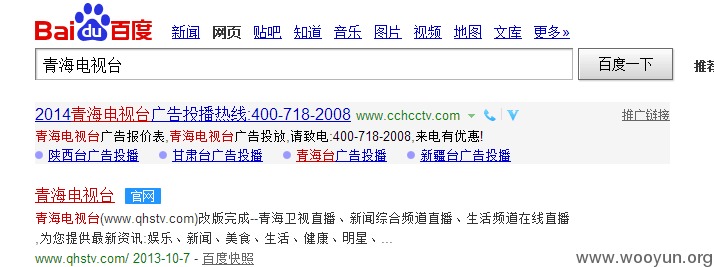 Bai du 百度 新闻 网页 贴吧 知道 音乐 图片 视频 地图 文库 更多»
青海电视台 百度一下 推荐
2014青海电视台广告投播热线:400-718-2008 www.cchcctv.com 推广链接
青海电视台广告报价表,青海电视台广告投放,请致电:400-718-2008,来电有优惠!
陕西台广告投播 甘肃台广告投播 青海台广告投播 新疆台广告投播
青海电视台 官网
青海电视台(www.qhstv.com)改版完成--青海卫视直播、新闻综合频道直播、生活频道在线直播
,为您提供最新资讯:娱乐、新闻、美食、生活、健康、明星、...
www.qhstv.com/ 2013-10-7 - 百度快照
www.wooyun.org